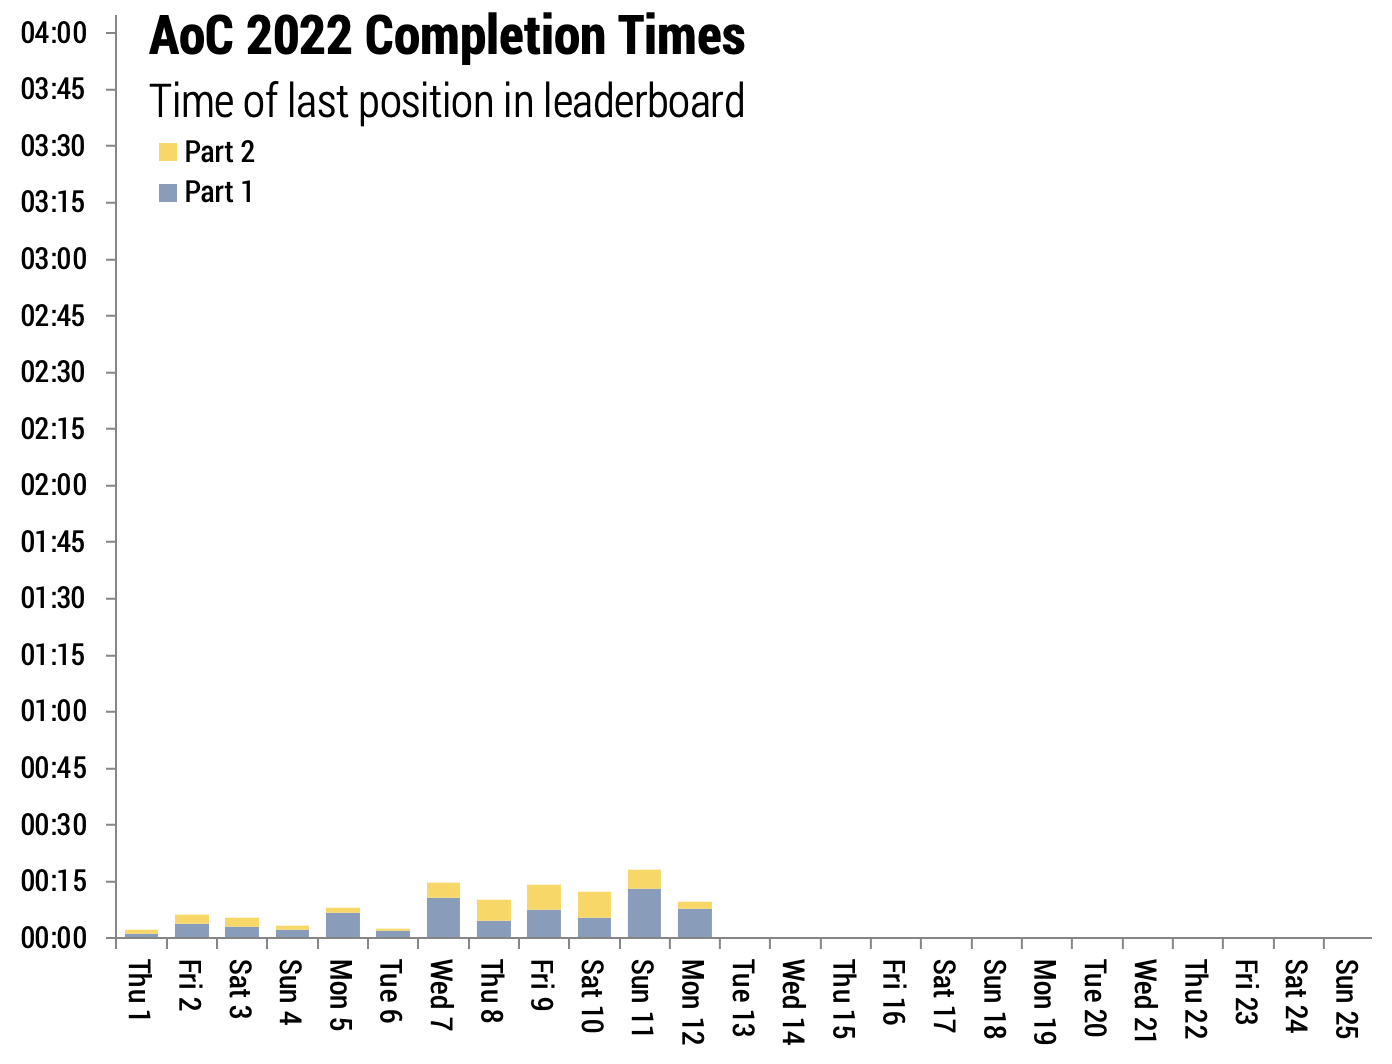 AoC 2022 Completion Times
Time of last position in leaderboard
Part 2
Part 1
04:00
03:45
03:30
03:15
03:00
02:45
02:30
02:15
02:00
01:45
01:30
01:15
01:00
00:45
00:30
00:15
00:00
Thu 1
Fri 2
Sat 3
Sun 4
Mon 5
Tue 6
Wed 7
Thu 8
Fri 9
Sat 10
Sun 11
Mon 12
Tue 13
Wed 14
Thu 15
Fri 16
Sat 17
Sun 18
Mon 19
Tue 20
Wed 21
Thu 22
Fri 23
Sat 24
Sun 25